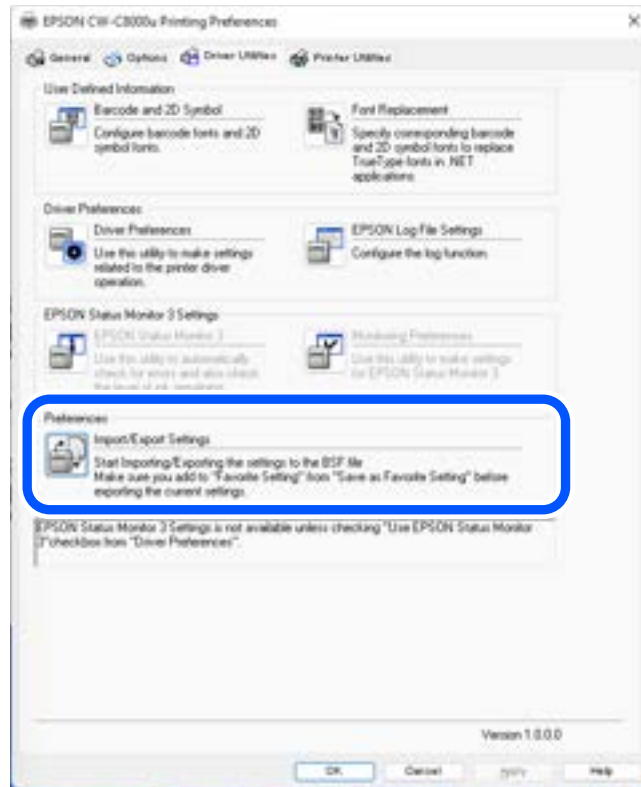 EPSON CW-C8000u Printing Preferences
General Options Driver Utilities Printer Utilities
User Defined Information
Barcode and 2D Symbol
Configure barcode fonts and 2D
symbol fonts.
Font Replacement
Specify corresponding barcode
and 2D symbol fonts to replace
TrueType fonts in .NET
applications.
Driver Preferences
Driver Preferences
Use this utility to make settings
related to the printer driver
operation.
EPSON Log File Settings
Configure the log function.
EPSON Status Monitor 3 Settings
EPSON Status Monitor 3
Use this utility to automatically
check for errors and also check
the level of ink remaining.
Monitoring Preferences
Use this utility to make settings
for EPSON Status Monitor 3.
Preferences
Import/Export Settings
Start Importing/Exporting the settings to the BSF file
Make sure you add to "Favorite Setting" from "Save as Favorite Setting" before
exporting the current settings.
EPSON Status Monitor 3 Settings is not available unless checking "Use EPSON Status Monitor
3"checkbox from "Driver Preferences".
Version 1.0.0.0
OK Cancel Apply Help